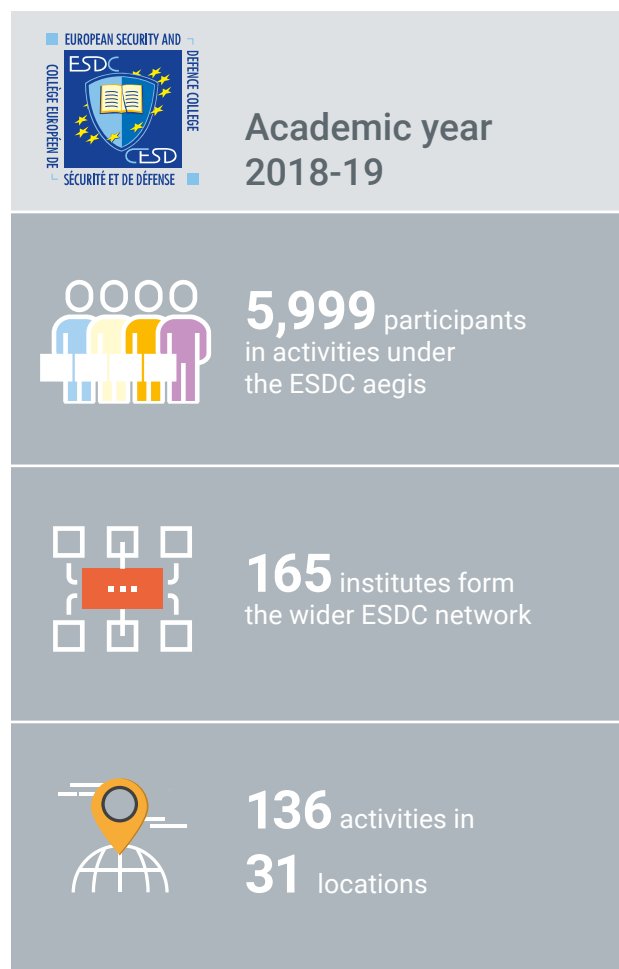 EUROPEAN SECURITY AND
DEFENCE COLLEGE
COLLÈGE EUROPÉEN DE
SÉCURITÉ ET DE DÉFENSE
ESDC
CESD
Academic year
2018-19
5,999 participants
in activities under
the ESDC aegis
165 institutes form
the wider ESDC network
136 activities in
31 locations